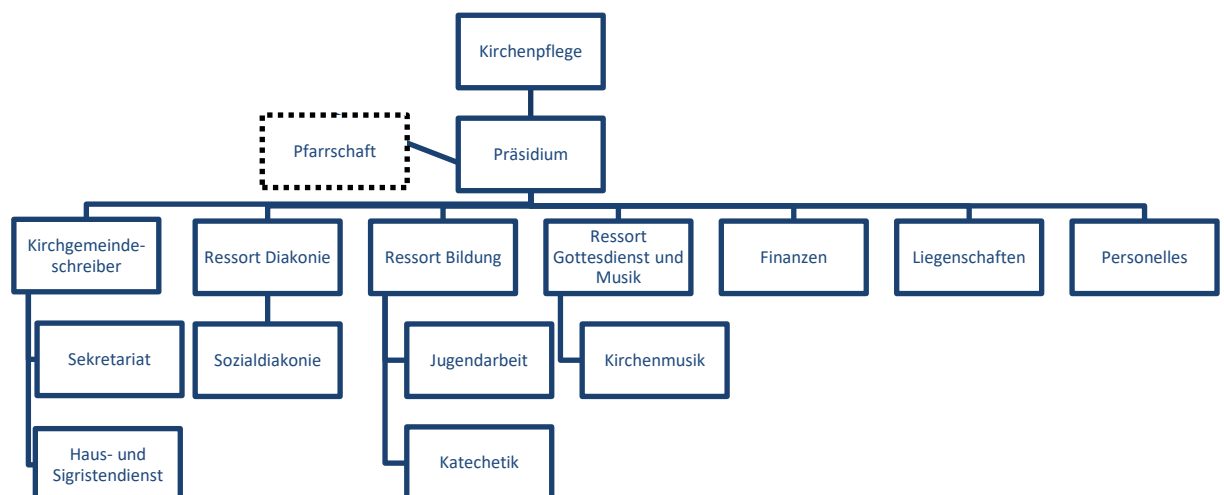 Kirchenpflege
Pfarrschaft
Präsidium
Kirchgemeinde-
schreiber
Ressort Diakonie
Ressort Bildung
Ressort
Gottesdienst und
Musik
Finanzen
Liegenschaften
Personelles
Sekretariat
Sozialdiakonie
Jugendarbeit
Kirchenmusik
Haus- und
Sigristendienst
Katechetik